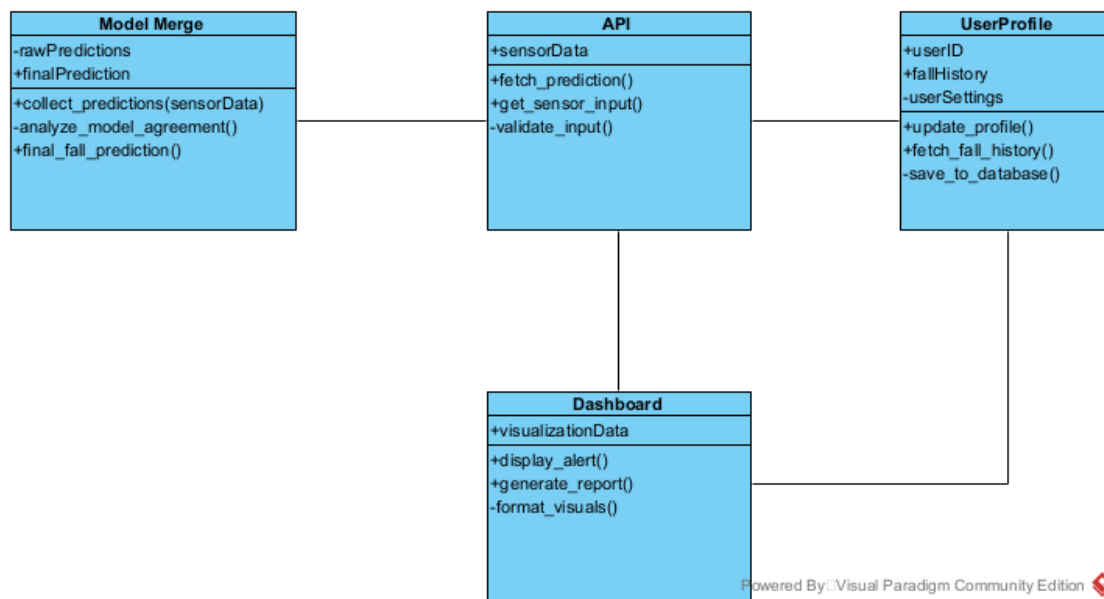 Model Merge
-rawPredictions
+finalPrediction
+collect_predictions(sensorData)
-analyze_model_agreement()
+final_fall_prediction()
API
+sensorData
+fetch_prediction()
+get_sensor_input()
-validate_input()
UserProfile
+userID
+fallHistory
-userSettings
+update_profile()
+fetch_fall_history()
-save_to_database()
Dashboard
+visualizationData
+display_alert()
+generate_report()
-format_visuals()
Powered By Visual Paradigm Community Edition